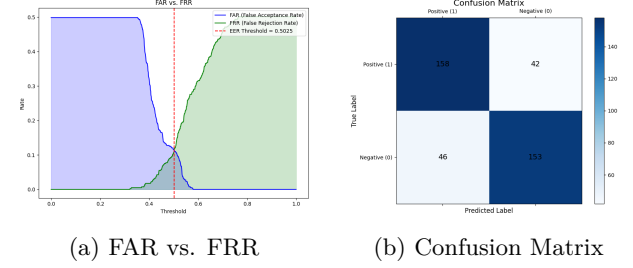 FAR vs. FRR
FAR (False Acceptance Rate)
FRR (False Rejection Rate)
EER Threshold = 0.5025
Rate
0.5
0.4
0.3
0.2
0.1
0.0
0.0 0.2 0.4 0.6 0.8 1.0
Threshold
(a) FAR vs. FRR
Confusion Matrix
Positive (1) Negative (0)
True Label
Positive (1) 158 42
Negative (0) 46 153
Predicted Label
140
120
100
80
60
(b) Confusion Matrix